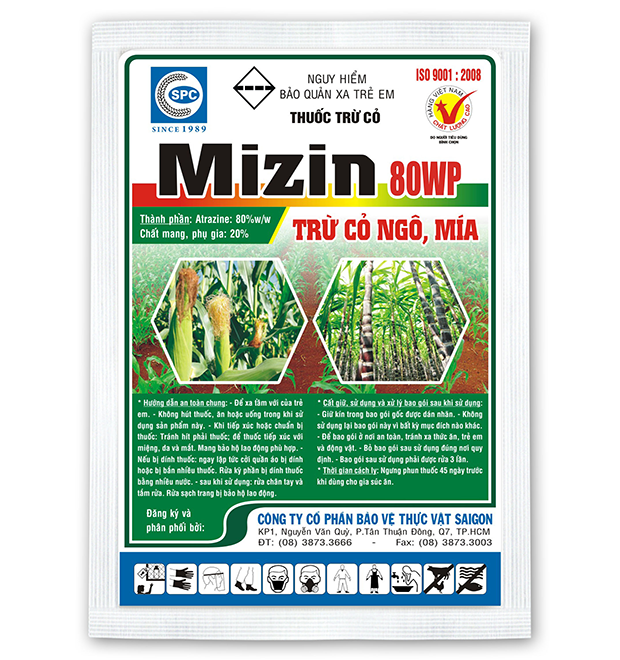 SPC
SINCE 1989
NGUY HIỂM
BẢO QUẢN XA TRẺ EM
THUỐC TRỪ CỎ
ISO 9001 : 2008
HÀNG VIỆT NAM
CHẤT LƯỢNG CAO
DO NGƯỜI TIÊU DÙNG
BÌNH CHỌN
Mizin 80WP
Thành phần: Atrazine: 80%w/w
Chất mang, phụ gia: 20%
TRỪ CỎ NGÔ, MÍA
* Hướng dẫn an toàn chung: - Để xa tầm với của trẻ
em. - Không hút thuốc, ăn hoặc uống trong khi sử
dụng sản phẩm này. - Khi tiếp xúc hoặc chuẩn bị
thuốc: Tránh hít phải thuốc; để thuốc tiếp xúc với
miệng, da và mắt. Mang bảo hộ lao động phù hợp. -
Nếu bị dính thuốc: ngay lập tức cởi quần áo bị dính
hoặc bị bắn nhiều thuốc. Rửa kỹ phần bị dính thuốc
bằng nhiều nước. - sau khi sử dụng: rửa chân tay và
tắm rửa. Rửa sạch trang bị bảo hộ lao động.
* Cất giữ, sử dụng và xử lý bao gói sau khi sử dụng:
- Giữ kín trong bao gói gốc được dán nhãn. - Không
sử dụng lại bao gói này vì bất kỳ mục đích nào khác.
- Để bao gói ở nơi an toàn, tránh xa thức ăn, trẻ em
và động vật. - Bỏ bao gói sau sử dụng đúng nơi quy
định. - Bao gói sau sử dụng phải được rửa 3 lần.
* Thời gian cách ly: Ngưng phun thuốc 45 ngày trước
khi dùng cho gia súc ăn.
Đăng ký và
phân phối bởi:
CÔNG TY CỔ PHẦN BẢO VỆ THỰC VẬT SAIGON
KP1, Nguyễn Văn Quỳ, P.Tân Thuận Đông, Q7, TP.HCM
ĐT: (08) 3873.3666 - Fax: (08) 3873.3003